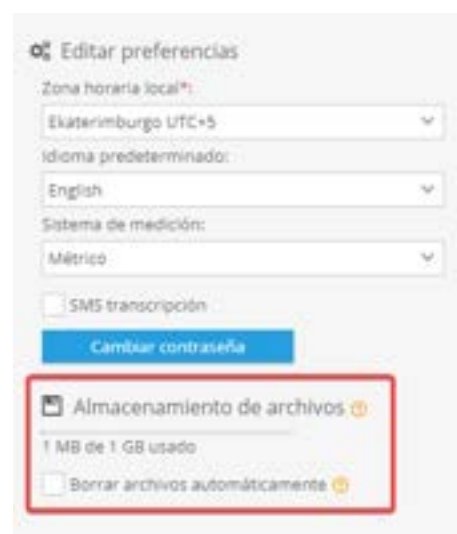 Editar preferencias
Zona horaria local*:
Ekaterimburgo UTC+5
Idioma predeterminado:
English
Sistema de medición:
Métrico
SMS transcripción
Cambiar contraseña
Almacenamiento de archivos
1 MB de 1 GB usado
Borrar archivos automáticamente